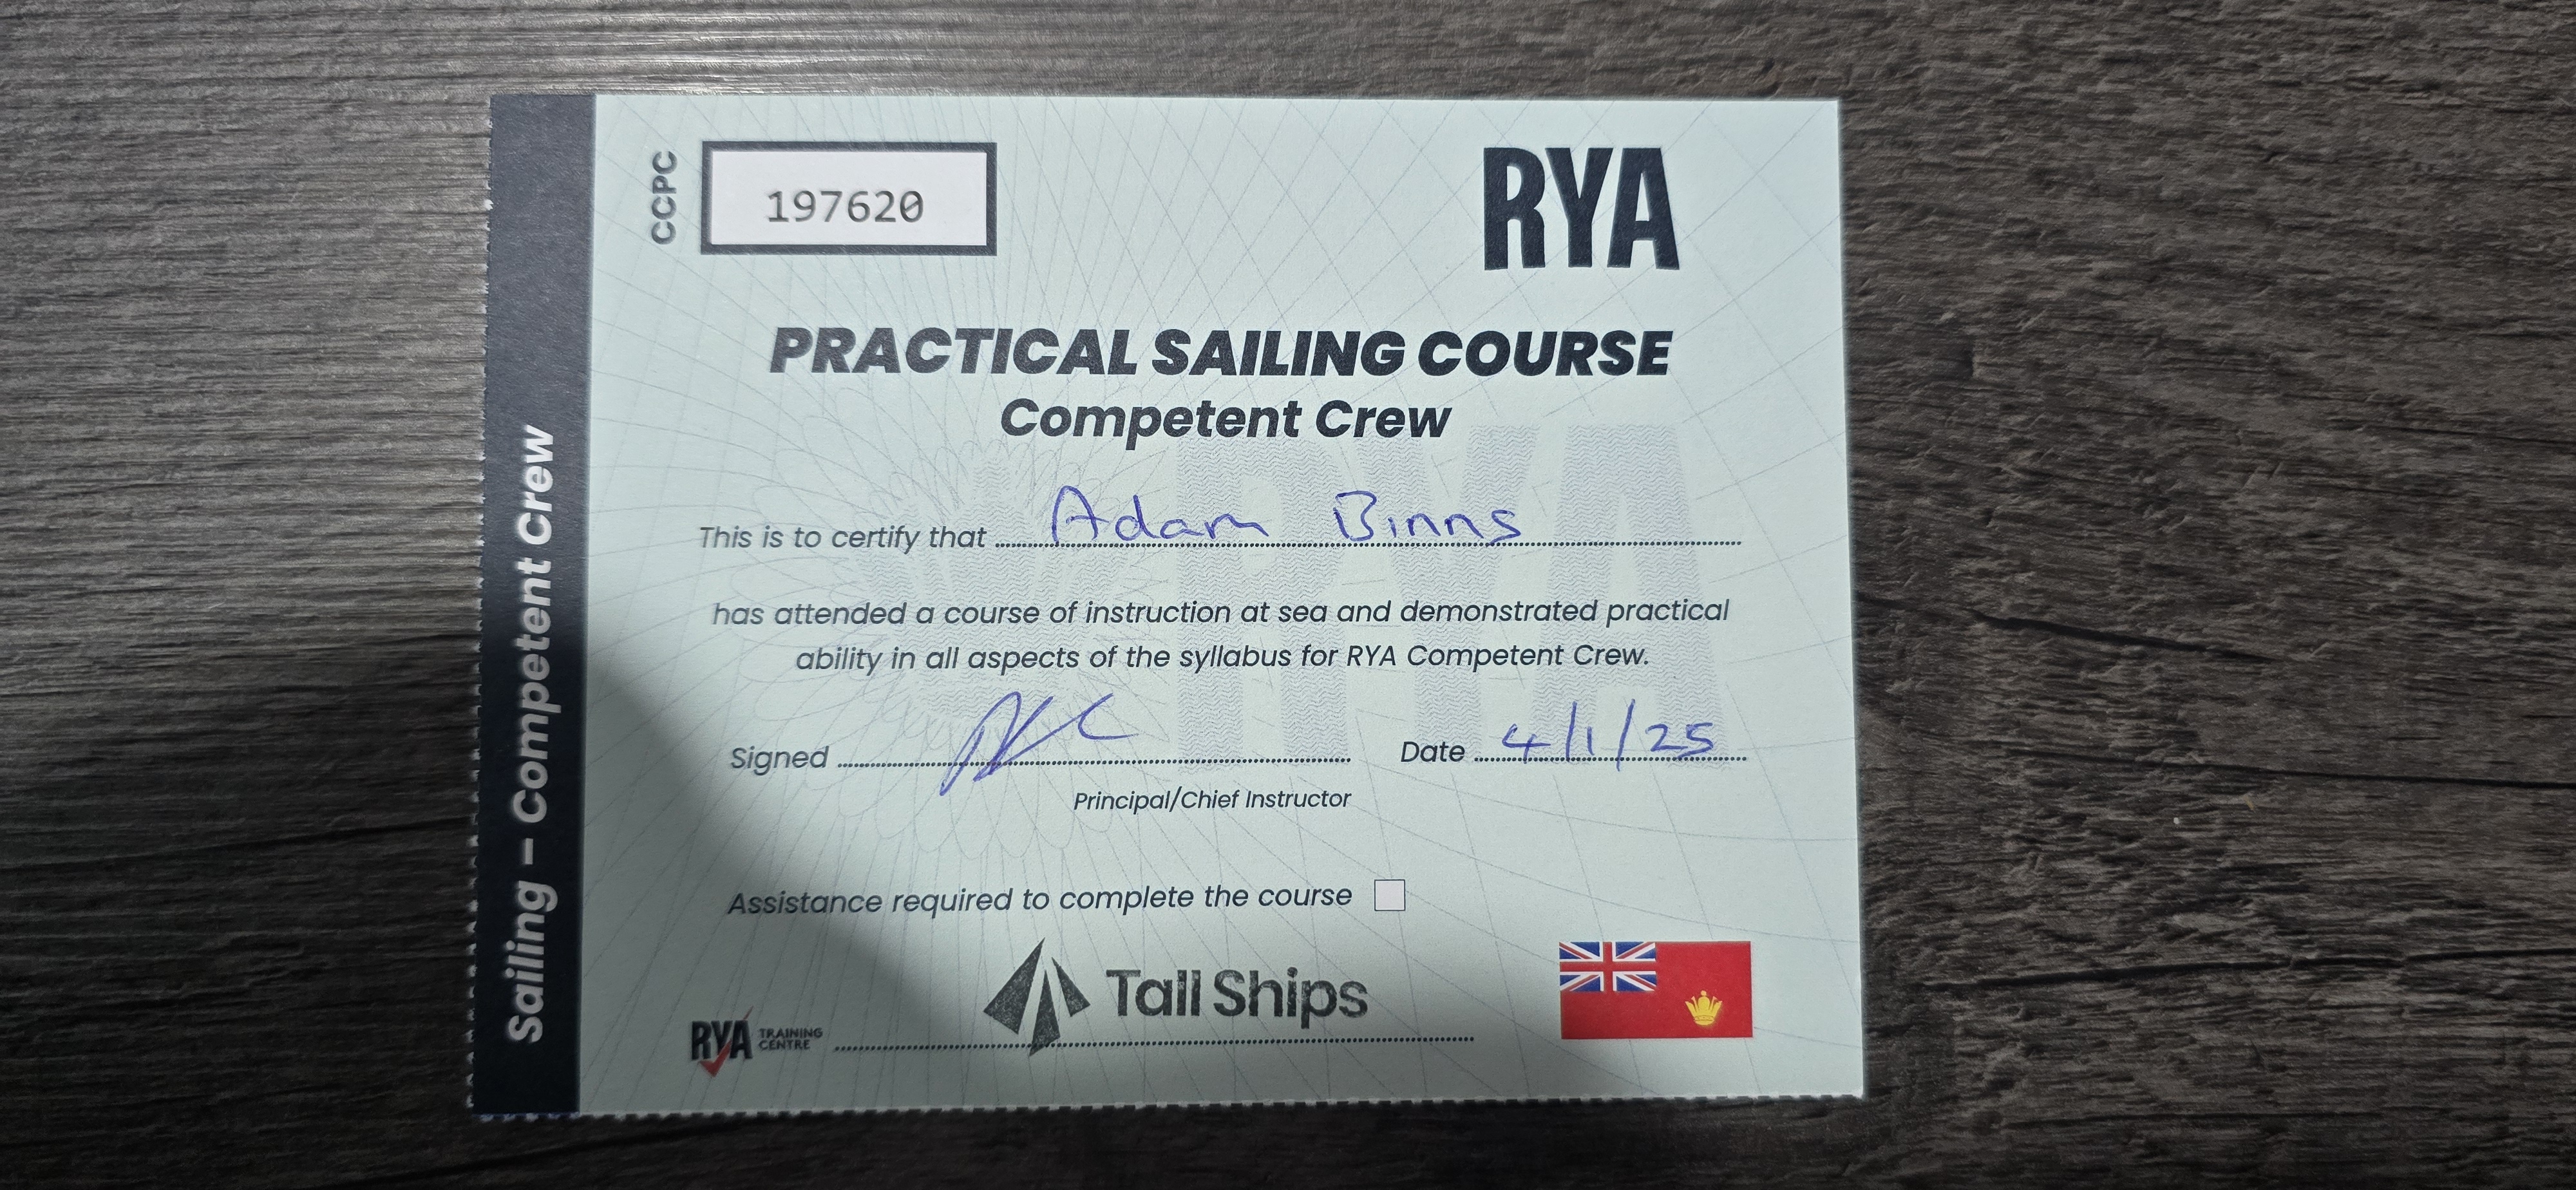 Sailing – Competent Crew
CCPC 197620
RYA
PRACTICAL SAILING COURSE
Competent Crew
This is to certify that Adam Binns
has attended a course of instruction at sea and demonstrated practical
ability in all aspects of the syllabus for RYA Competent Crew.
Signed Date 4/1/25
Principal/Chief Instructor
Assistance required to complete the course
RYA TRAINING CENTRE
Tall Ships